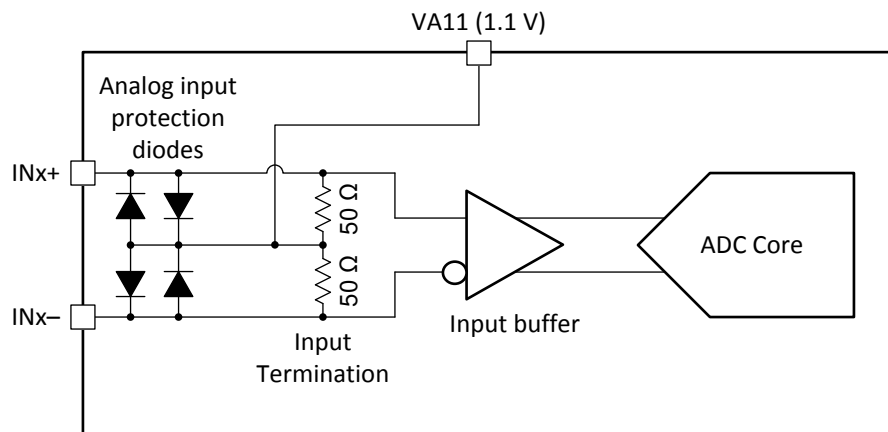 VA11 (1.1 V)
Analog input
protection
diodes
INx+
50 Ω
50 Ω
ADC Core
INx–
Input
Termination
Input buffer